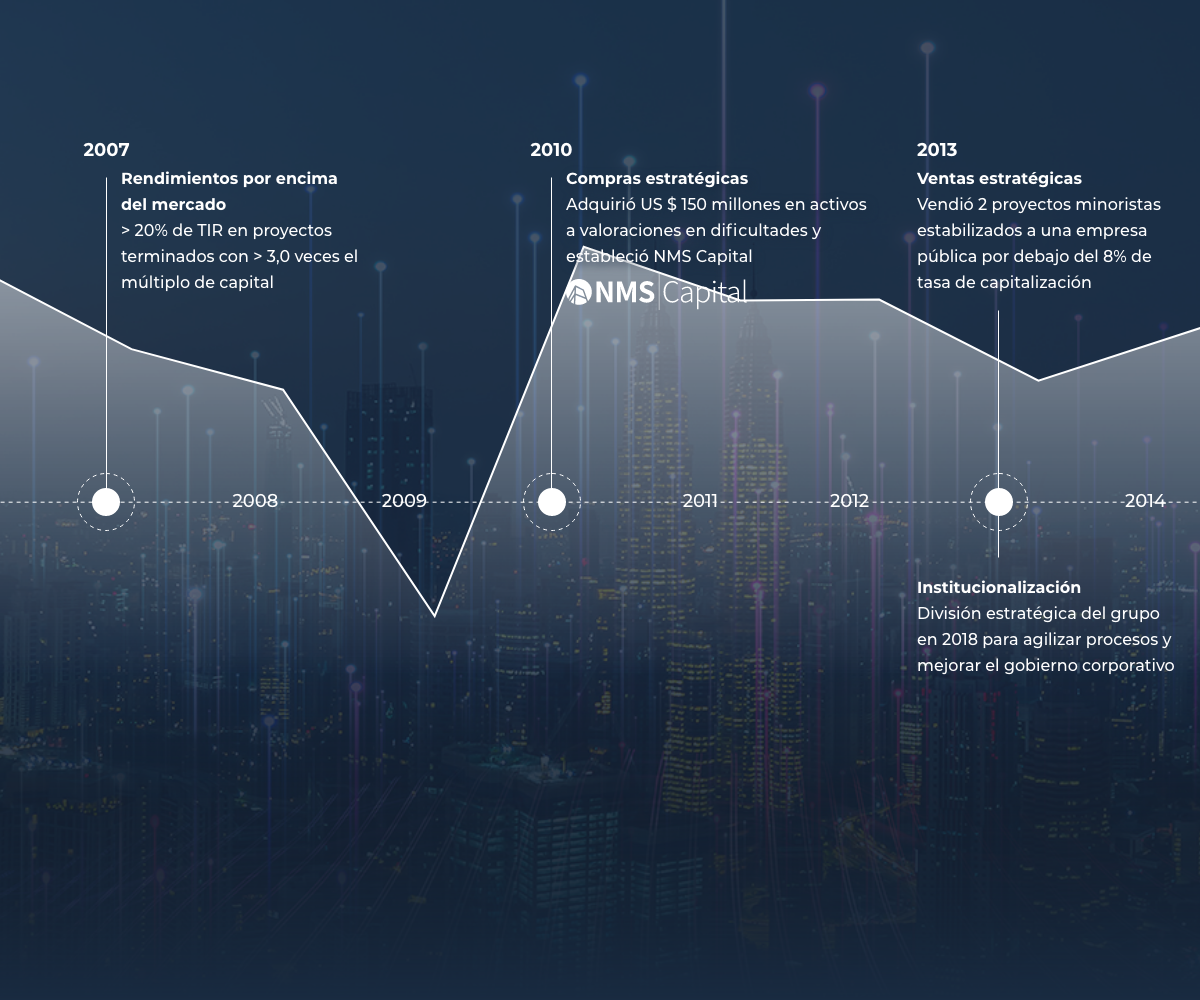 2007
Rendimientos por encima
del mercado
> 20% de TIR en proyectos
terminados con > 3,0 veces el
múltiplo de capital
2010
Compras estratégicas
Adquirió US $ 150 millones en activos
a valoraciones en dificultades y
estableció NMS Capital
NMS Capital
2013
Ventas estratégicas
Vendió 2 proyectos minoristas
estabilizados a una empresa
pública por debajo del 8% de
tasa de capitalización
2008
2009
2011
2012
2014
Institucionalización
División estratégica del grupo
en 2018 para agilizar procesos y
mejorar el gobierno corporativo